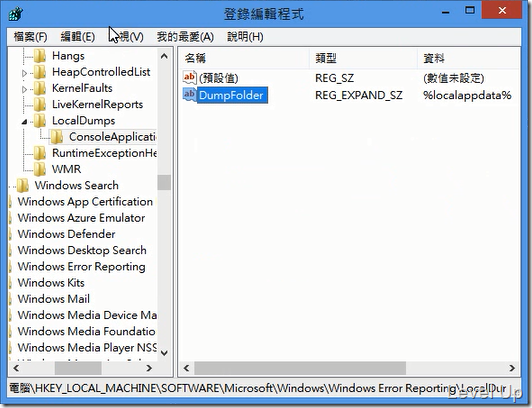 登錄編輯程式
檔案(F) 編輯(E) 視(V) 我的最愛(A) 說明(H)
Hangs
HeapControlledList
KernelFaults
LiveKernelReports
LocalDumps
ConsoleApplicatio
RuntimeExceptionHe
WMR
Windows Search
Windows App Certification
Windows Azure Emulator
Windows Defender
Windows Desktop Search
Windows Error Reporting
Windows Kits
Windows Mail
Windows Media Device Ma
Windows Media Foundatio
Windows Media Player NSS
名稱 類型 資料
ab (預設值) REG_SZ (數值未設定)
ab DumpFolder REG_EXPAND_SZ %localappdata%
電腦\HKEY_LOCAL_MACHINE\SOFTWARE\Microsoft\Windows\Windows Error Reporting\LocalDur
Level Up